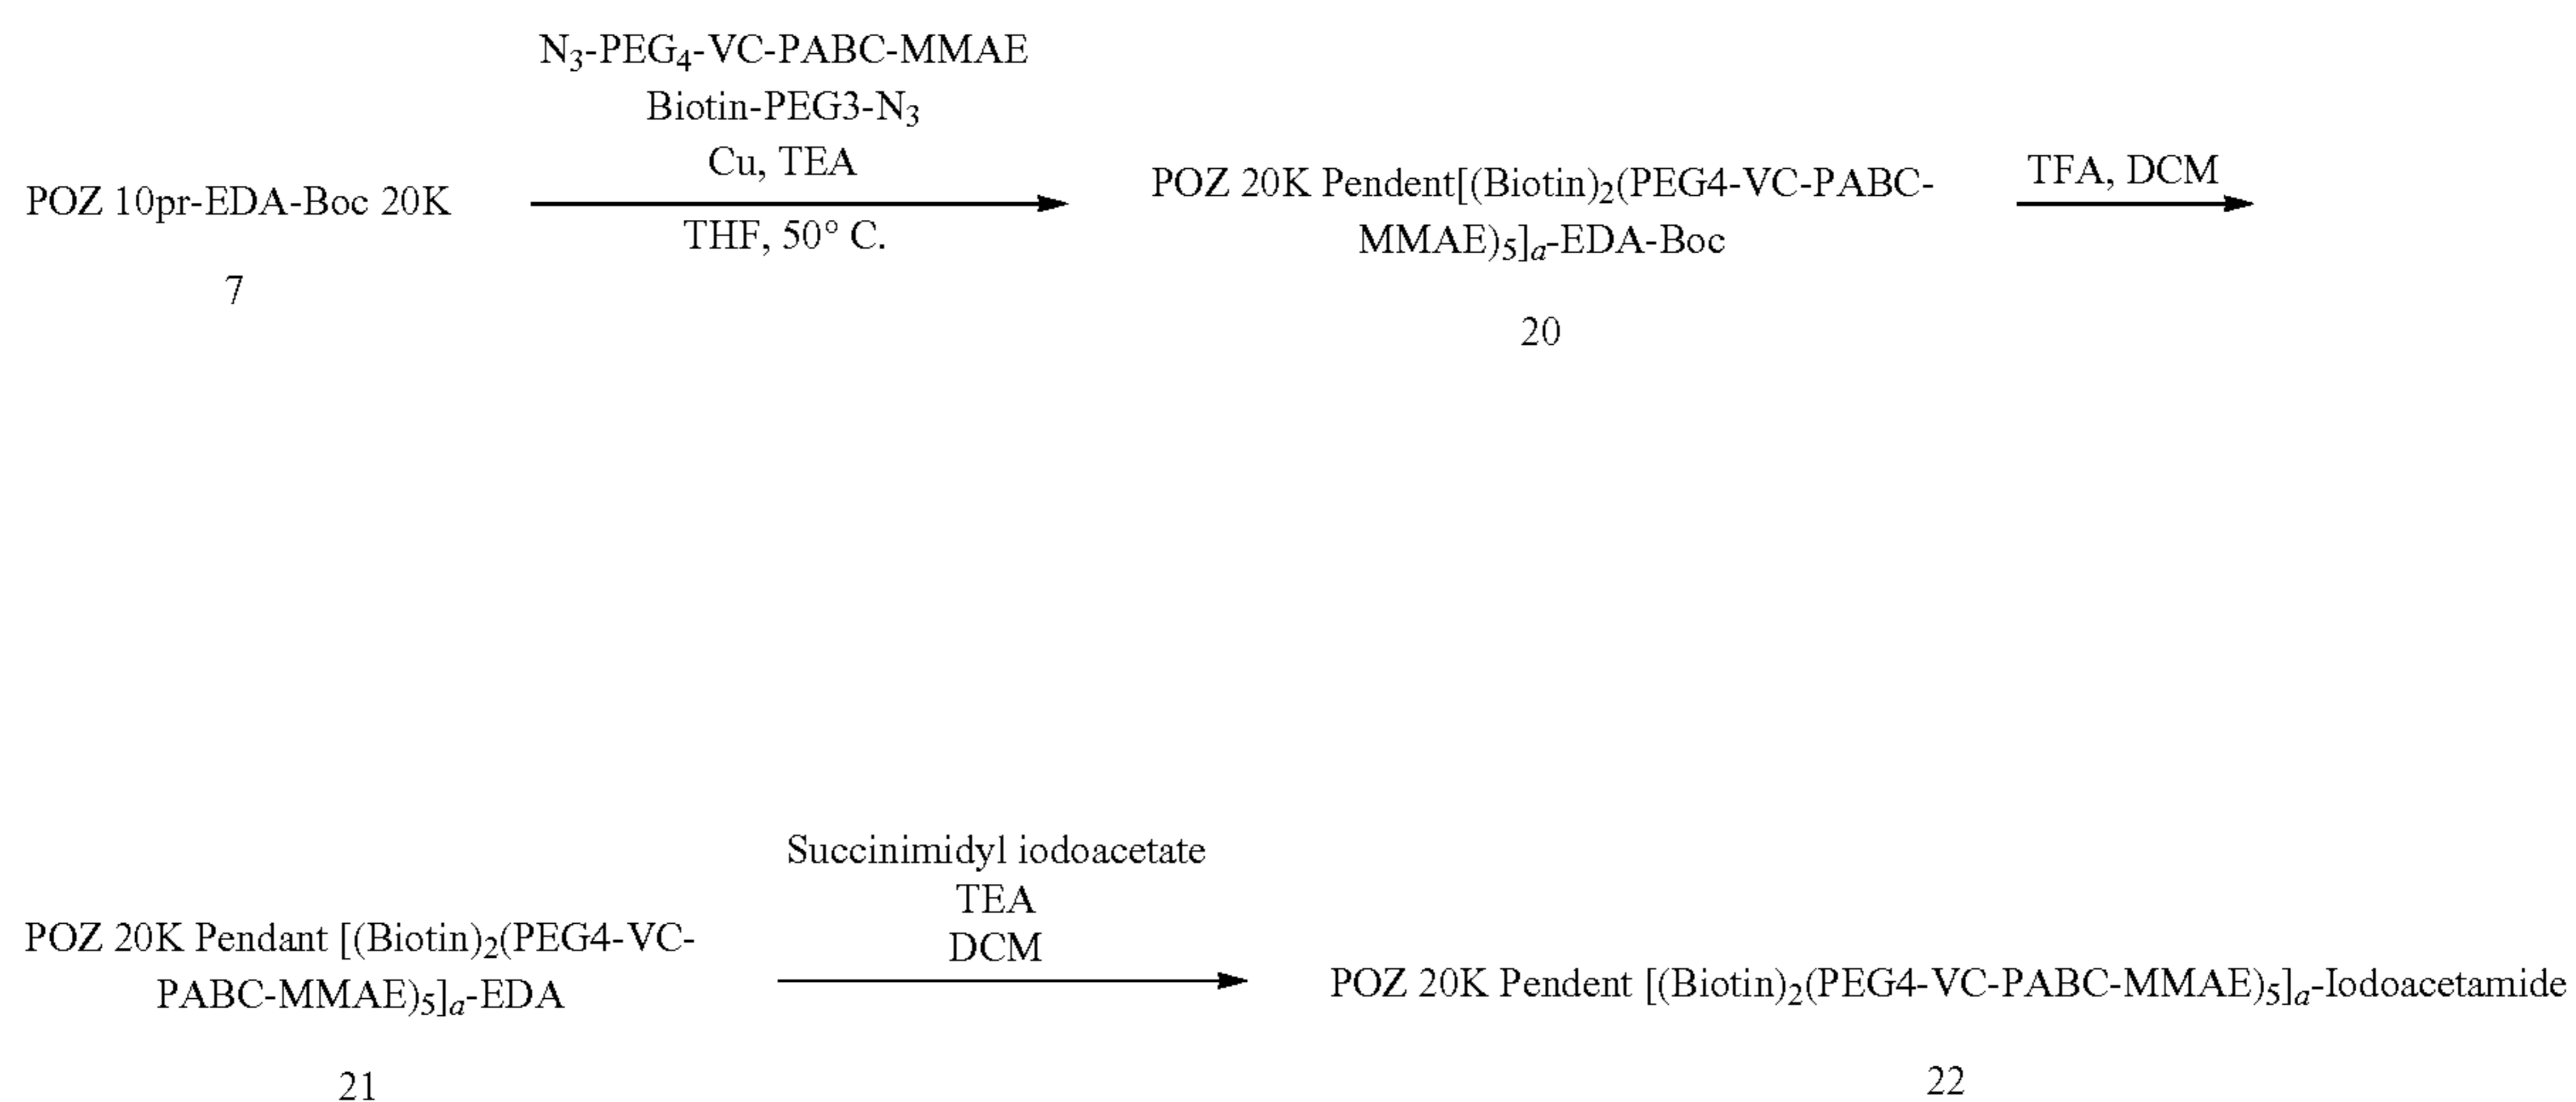 N3-PEG4-VC-PABC-MMAE
Biotin-PEG3-N3
Cu, TEA
THF, 50° C.
POZ 10pr-EDA-Boc 20K
7
POZ 20K Pendent[(Biotin)2(PEG4-VC-PABC-
MMAE)5]a-EDA-Boc
20
TFA, DCM
POZ 20K Pendant [(Biotin)2(PEG4-VC-
PABC-MMAE)5]a-EDA
21
Succinimidyl iodoacetate
TEA
DCM
POZ 20K Pendent [(Biotin)2(PEG4-VC-PABC-MMAE)5]a-Iodoacetamide
22